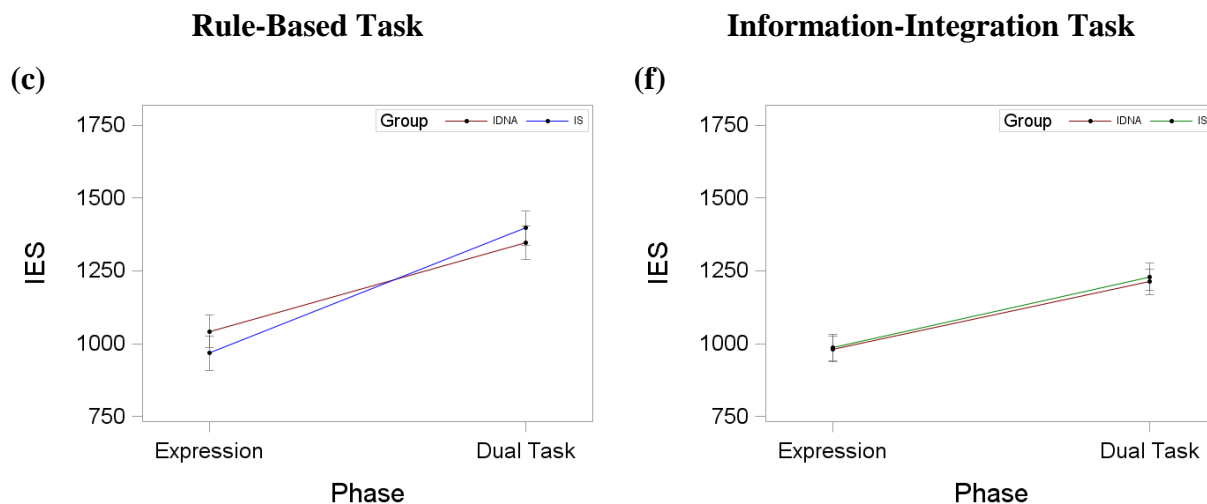 Rule-Based Task
Information-Integration Task
(c)
Group IDNA IS
1750
1500
1250
1000
750
IES
Expression Dual Task
Phase
(f)
Group IDNA IS
1750
1500
1250
1000
750
IES
Expression Dual Task
Phase